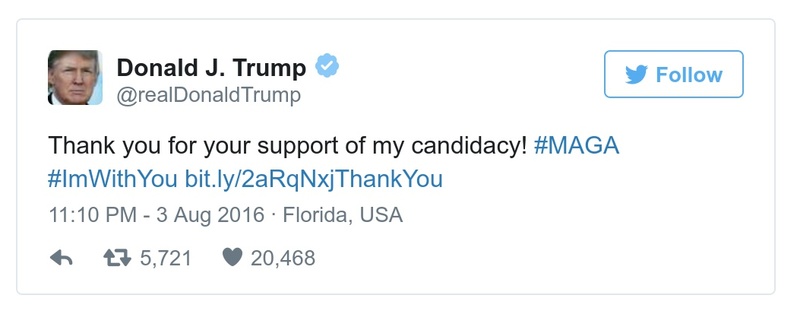 Donald J. Trump
@realDonaldTrump
Follow
Thank you for your support of my candidacy! #MAGA
#ImWithYou bit.ly/2aRqNxjThankYou
11:10 PM - 3 Aug 2016 · Florida, USA
5,721 20,468